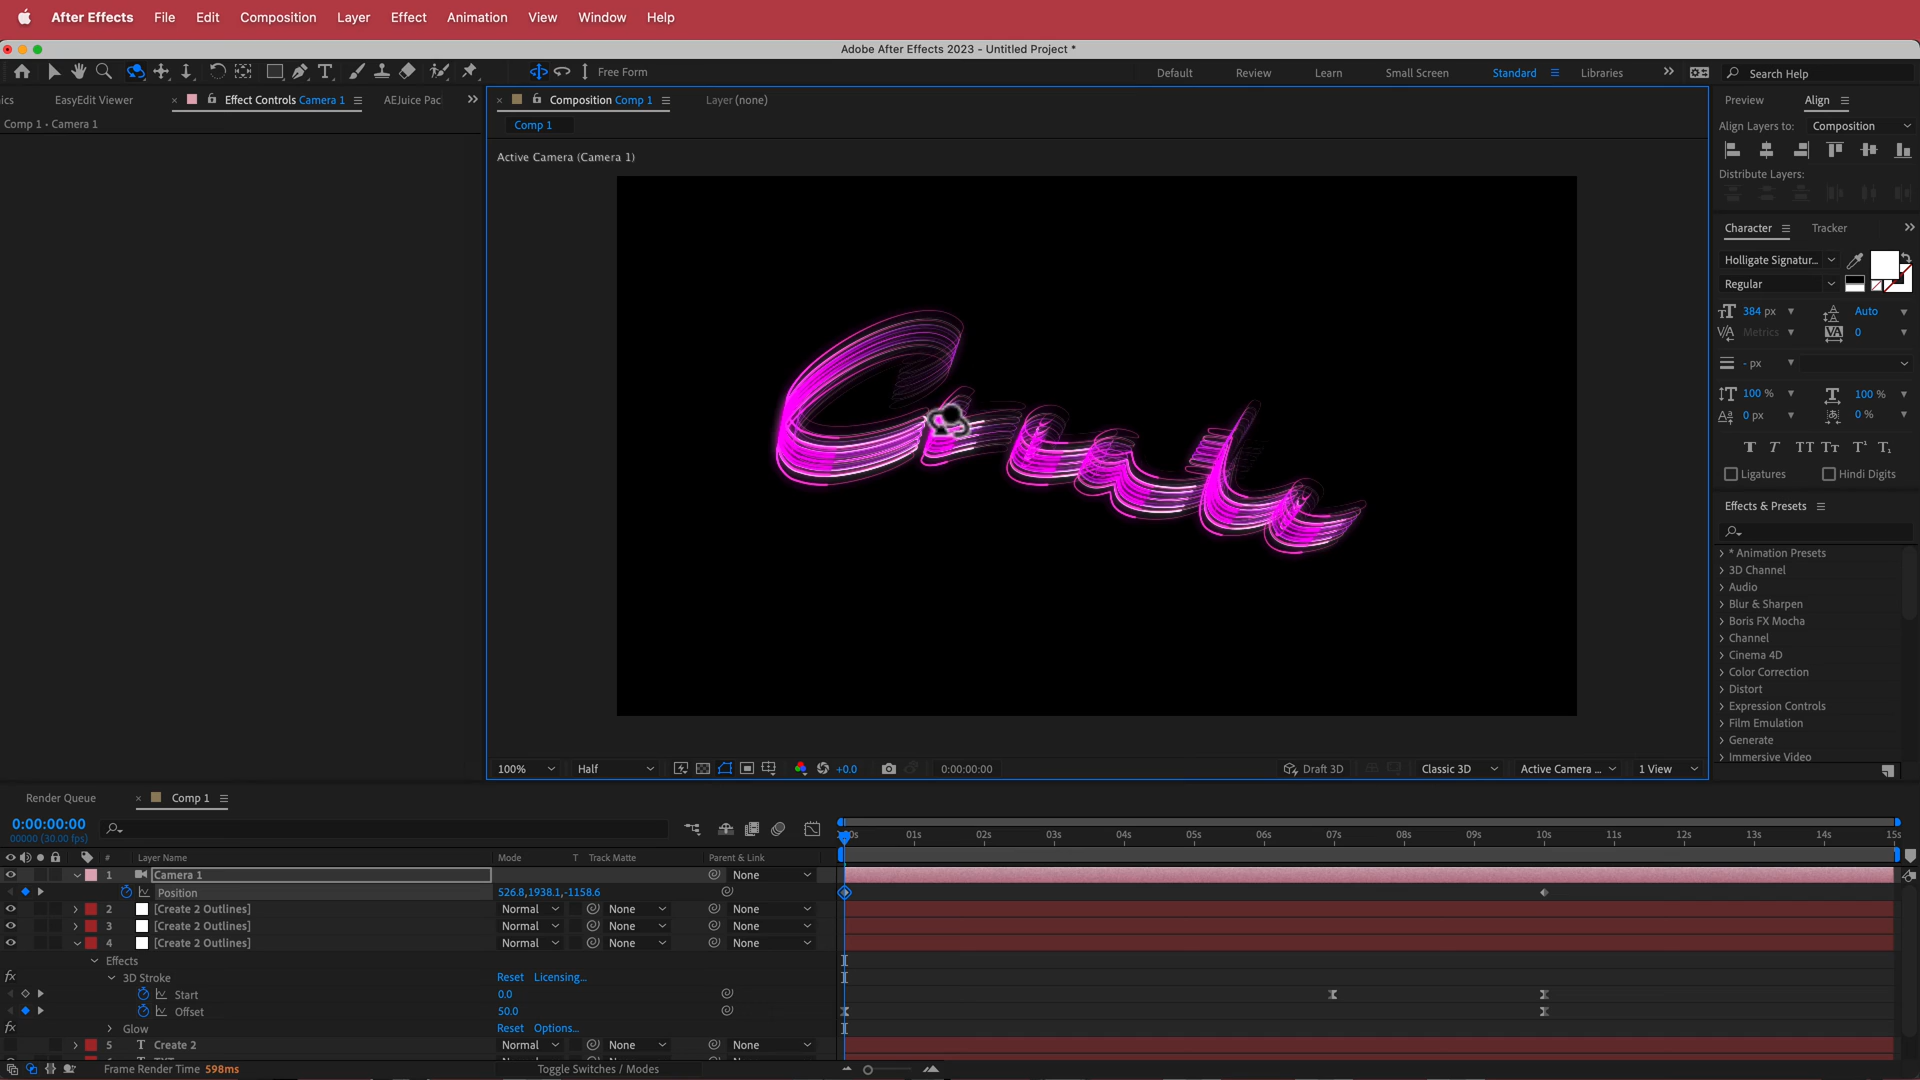 After Effects File Edit Composition Layer Effect Animation View Window Help
Adobe After Effects 2023 - Untitled Project *
Free Form Default Review Learn Small Screen Standard Libraries Search Help
ics EasyEdit Viewer Effect Controls Camera 1 AEJuice Pac
Composition Comp 1 Layer (none)
Preview Align
Comp 1 • Camera 1
Comp 1
Align Layers to: Composition
Active Camera (Camera 1)
Distribute Layers:
Character Tracker
Holligate Signatur...
Regular
384 px Auto
Metrics 0
- px
100 % 100 %
0 px 0 %
Ligatures Hindi Digits
Effects & Presets
* Animation Presets
3D Channel
Audio
Blur & Sharpen
Boris FX Mocha
Channel
Cinema 4D
Color Correction
Distort
Expression Controls
Film Emulation
Generate
Immersive Video
Create
100% Half +0.0 0:00:00:00 Draft 3D Classic 3D Active Camera ... 1 View
Render Queue Comp 1
0:00:00:00
00000 (30.00 fps)
01s 02s 03s 04s 05s 06s 07s 08s 09s 10s 11s 12s 13s 14s 15s
# Layer Name Mode T Track Matte Parent & Link
1 Camera 1 None
Position 526.8,1938.1,-1158.6
2 [Create 2 Outlines] Normal None None
3 [Create 2 Outlines] Normal None None
4 [Create 2 Outlines] Normal None None
Effects
fx 3D Stroke Reset Licensing...
Start 0.0
Offset 50.0
fx Glow Reset Options...
5 T Create 2 Normal None None
Frame Render Time 598ms Toggle Switches / Modes